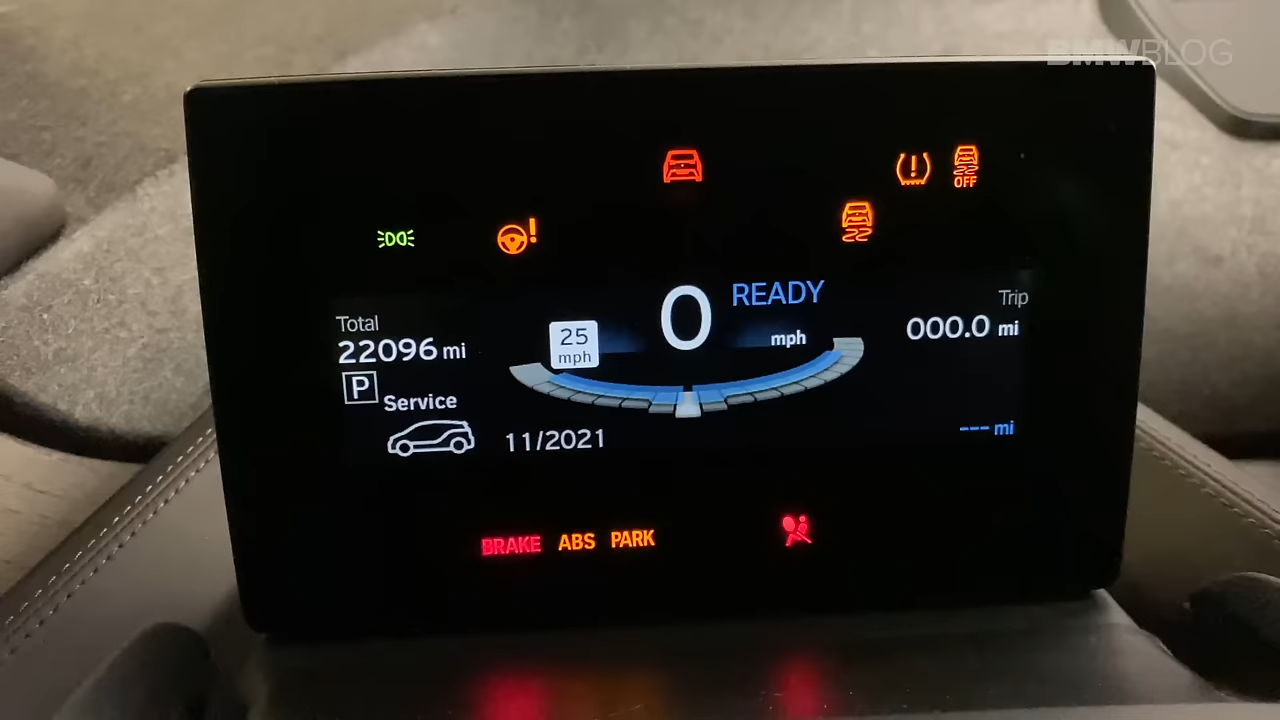 BMWBLOG
OFF
READY
0
mph
25
mph
Total
22096 mi
P
Service
11/2021
Trip
000.0 mi
--- mi
BRAKE ABS PARK